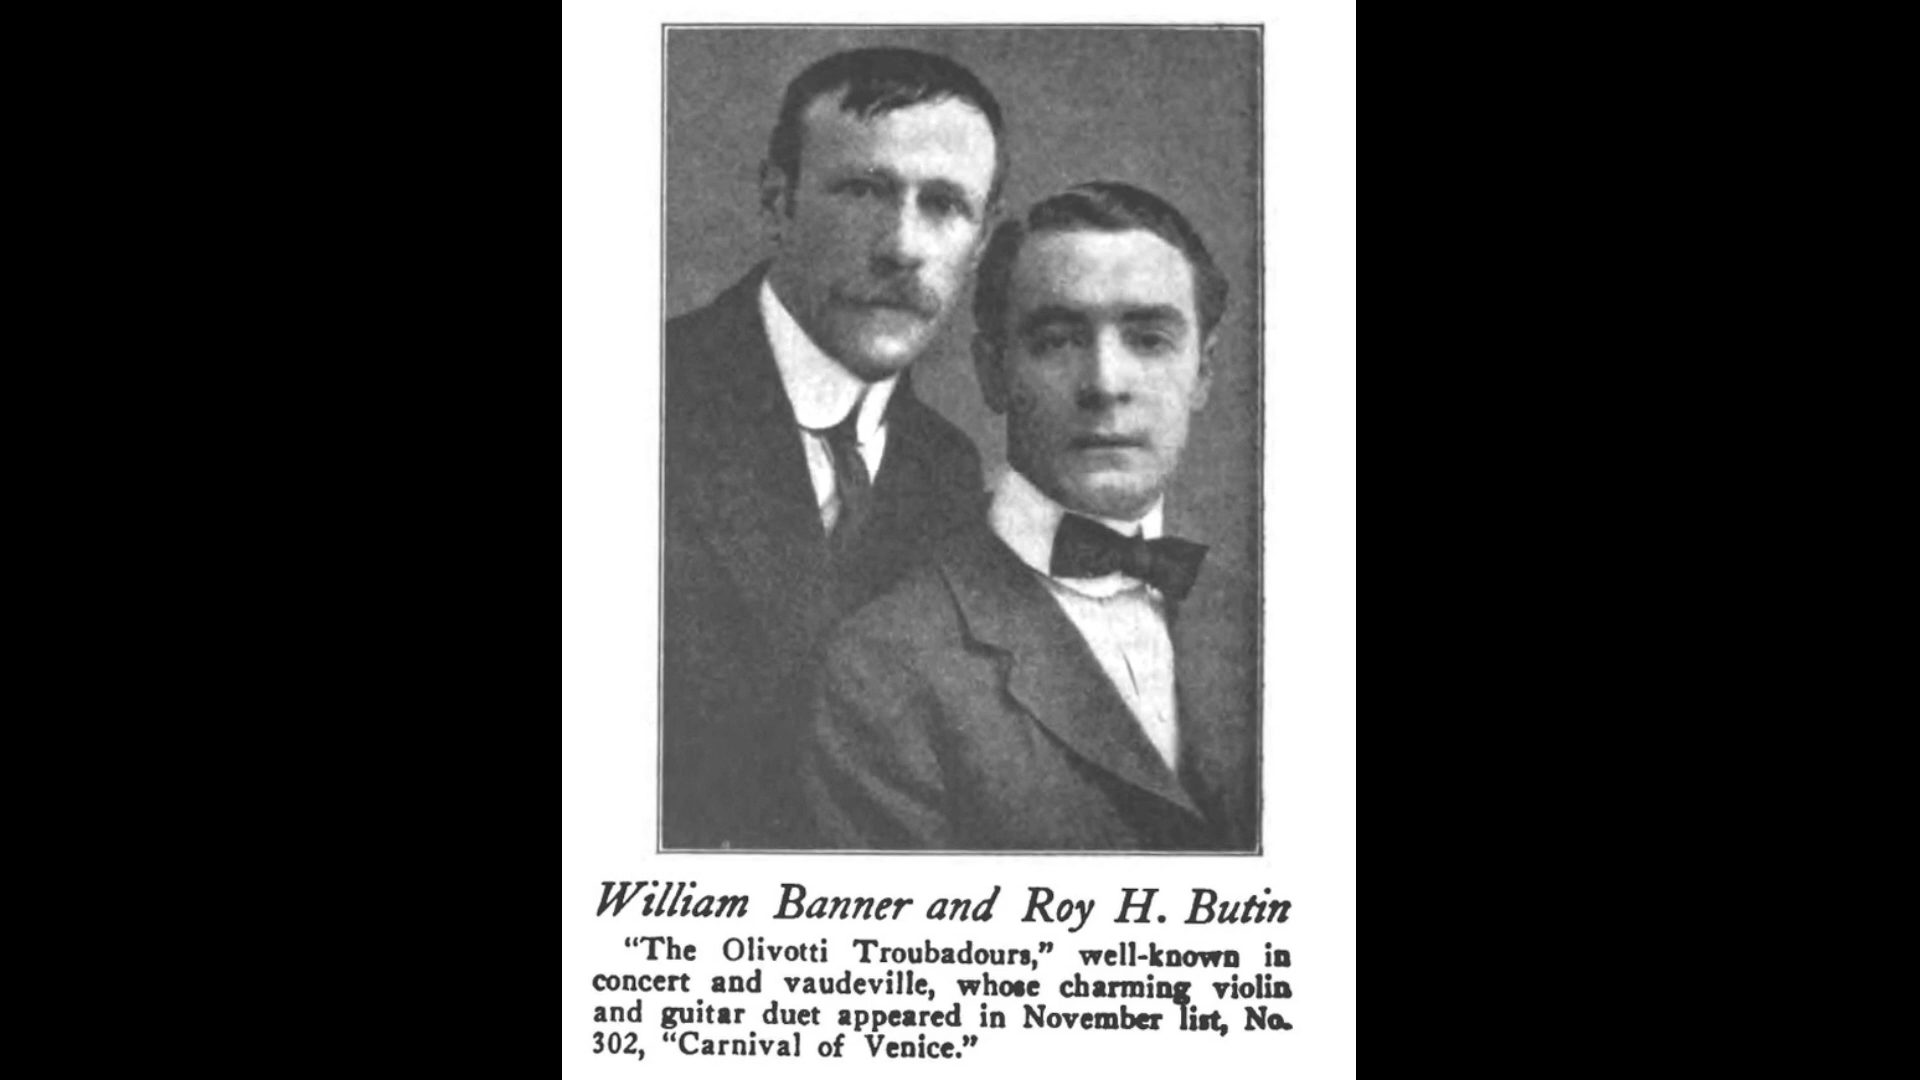 William Banner and Roy H. Butin
“The Olivotti Troubadours,” well-known in
concert and vaudeville, whose charming violin
and guitar duet appeared in November list, No.
302, “Carnival of Venice.”